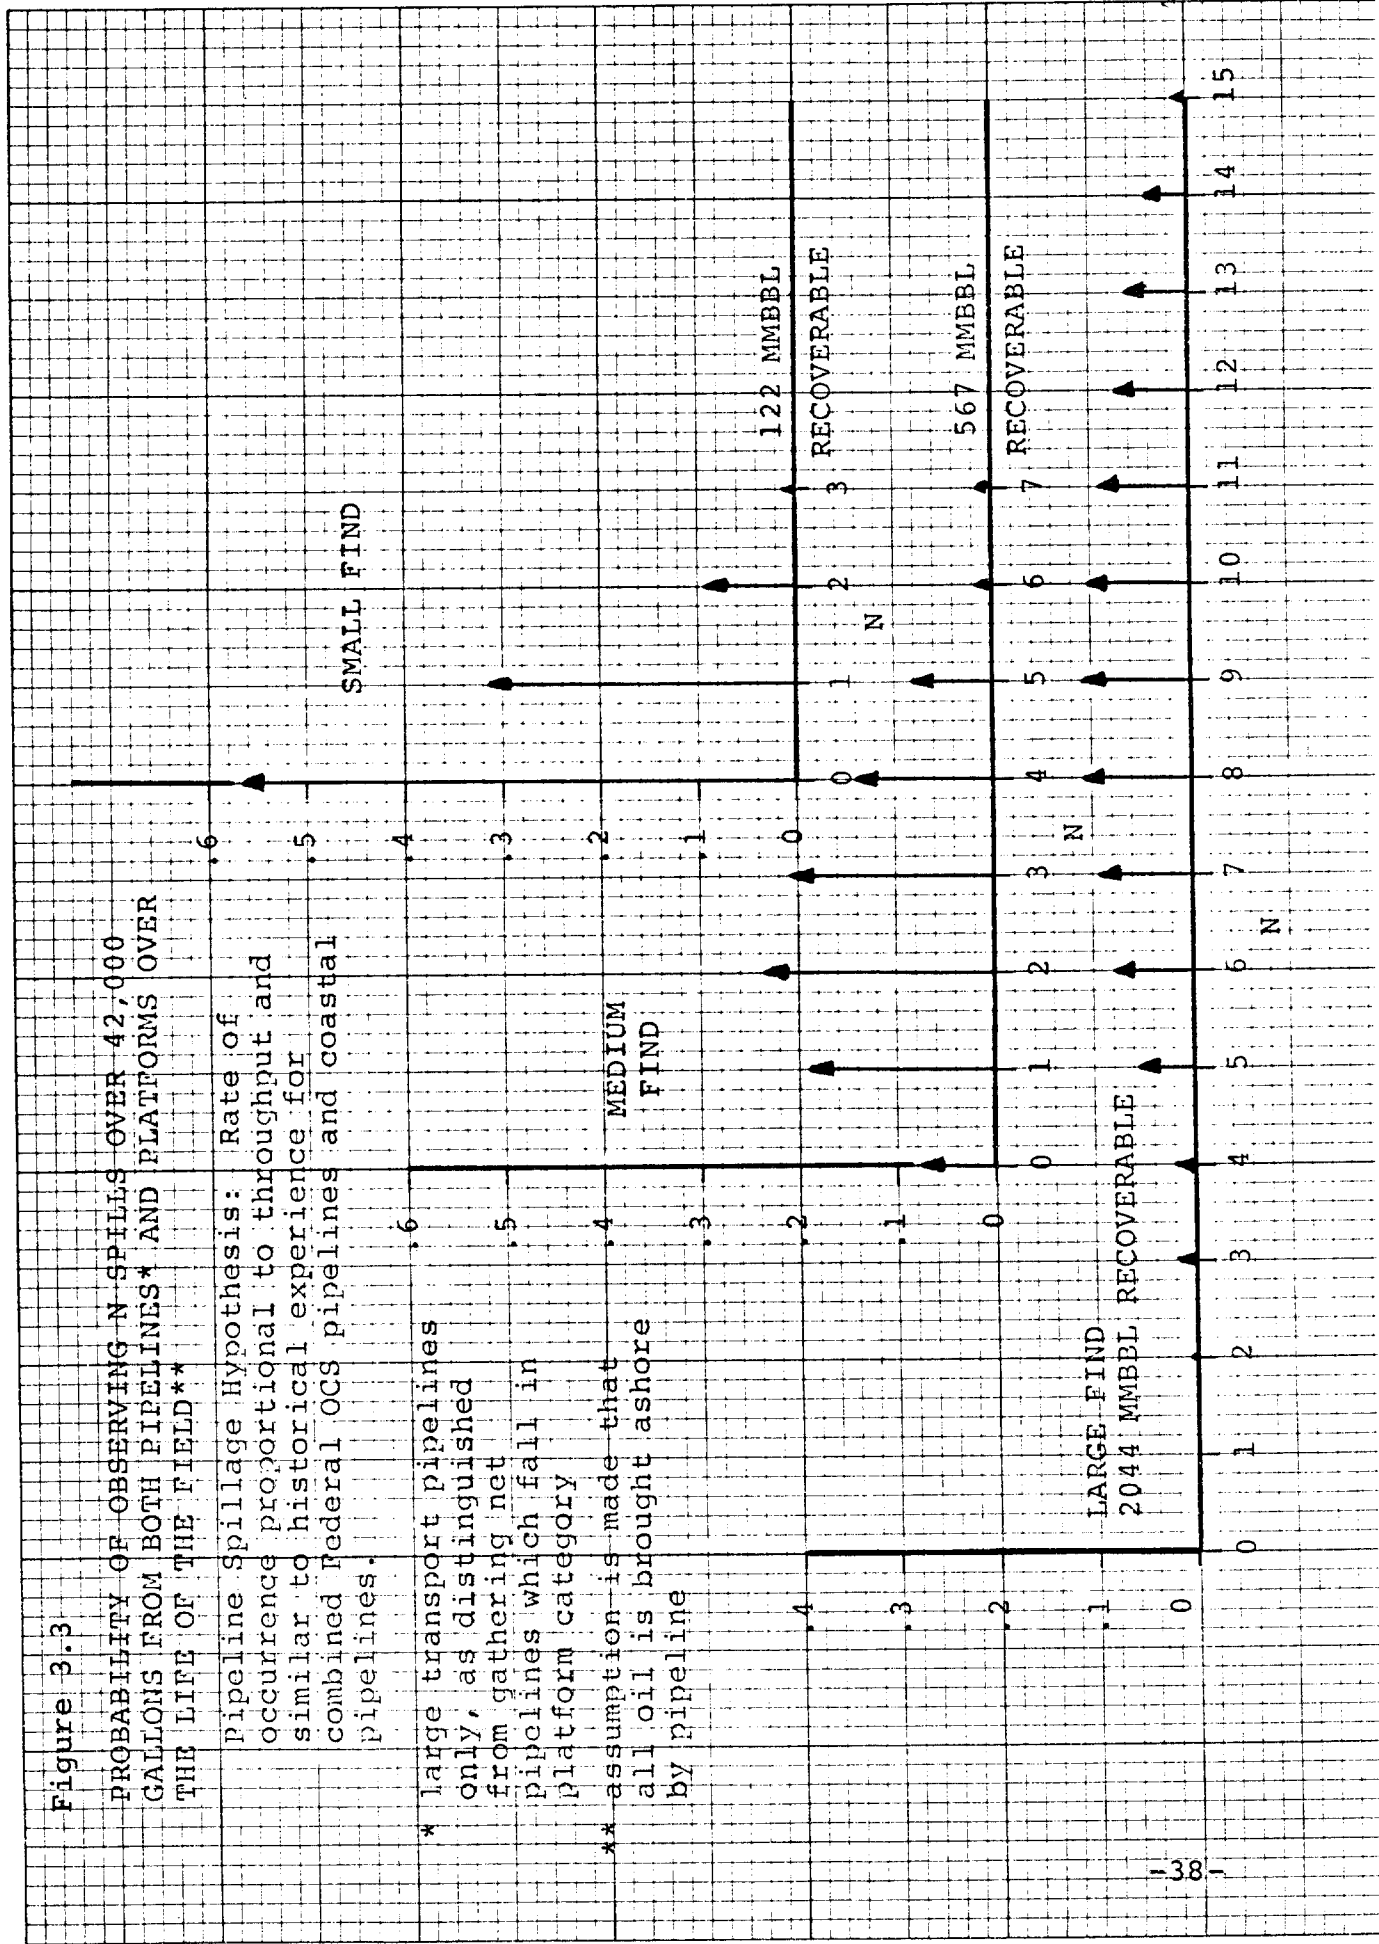 Figure 3.3
PROBABILITY OF OBSERVING N SPILLS OVER 42,000
GALLONS FROM BOTH PIPELINES* AND PLATFORMS OVER
THE LIFE OF THE FIELD**
Pipeline Spillage Hypothesis: Rate of
occurrence proportional to throughput and
similar to historical experience for
combined Federal OCS pipelines and coastal
pipelines.
* large transport pipelines
only, as distinguished
from gathering net
pipelines which fall in
platform category
** assumption is made that
all oil is brought ashore
by pipeline
SMALL FIND
.6
.5
.4
.3
.2
.1
0
122 MMBBL
RECOVERABLE
0 1 2 3
N
MEDIUM
FIND
.6
.5
.4
.3
.2
.1
0
567 MMBBL
RECOVERABLE
0 1 2 3 4 5 6 7
N
LARGE FIND
2044 MMBBL RECOVERABLE
.4
.3
.2
.1
0
0 1 2 3 4 5 6 7 8 9 10 11 12 13 14 15
N
-38-